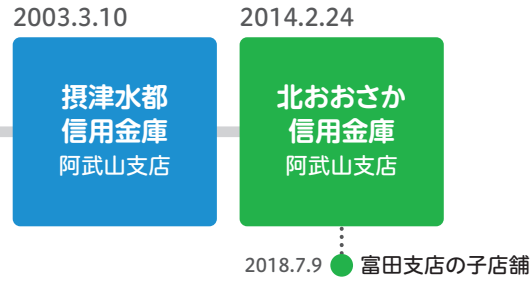 2003.3.10
摂津水都
信用金庫
阿武山支店
2014.2.24
北おおさか
信用金庫
阿武山支店
2018.7.9 富田支店の子店舗